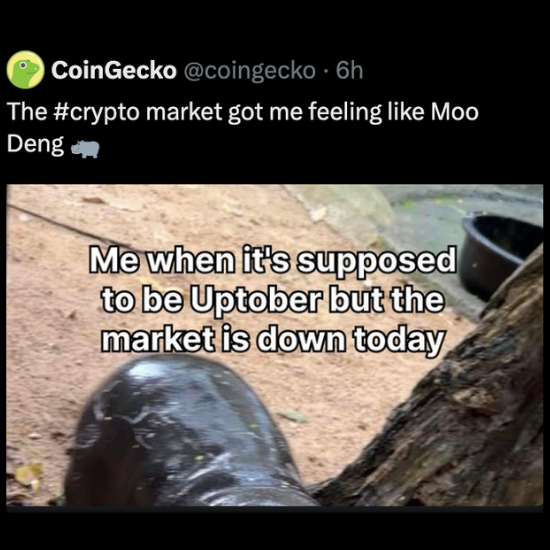 CoinGecko @coingecko · 6h
The #crypto market got me feeling like Moo
Deng 🦛
Me when it's supposed
to be Uptober but the
market is down today